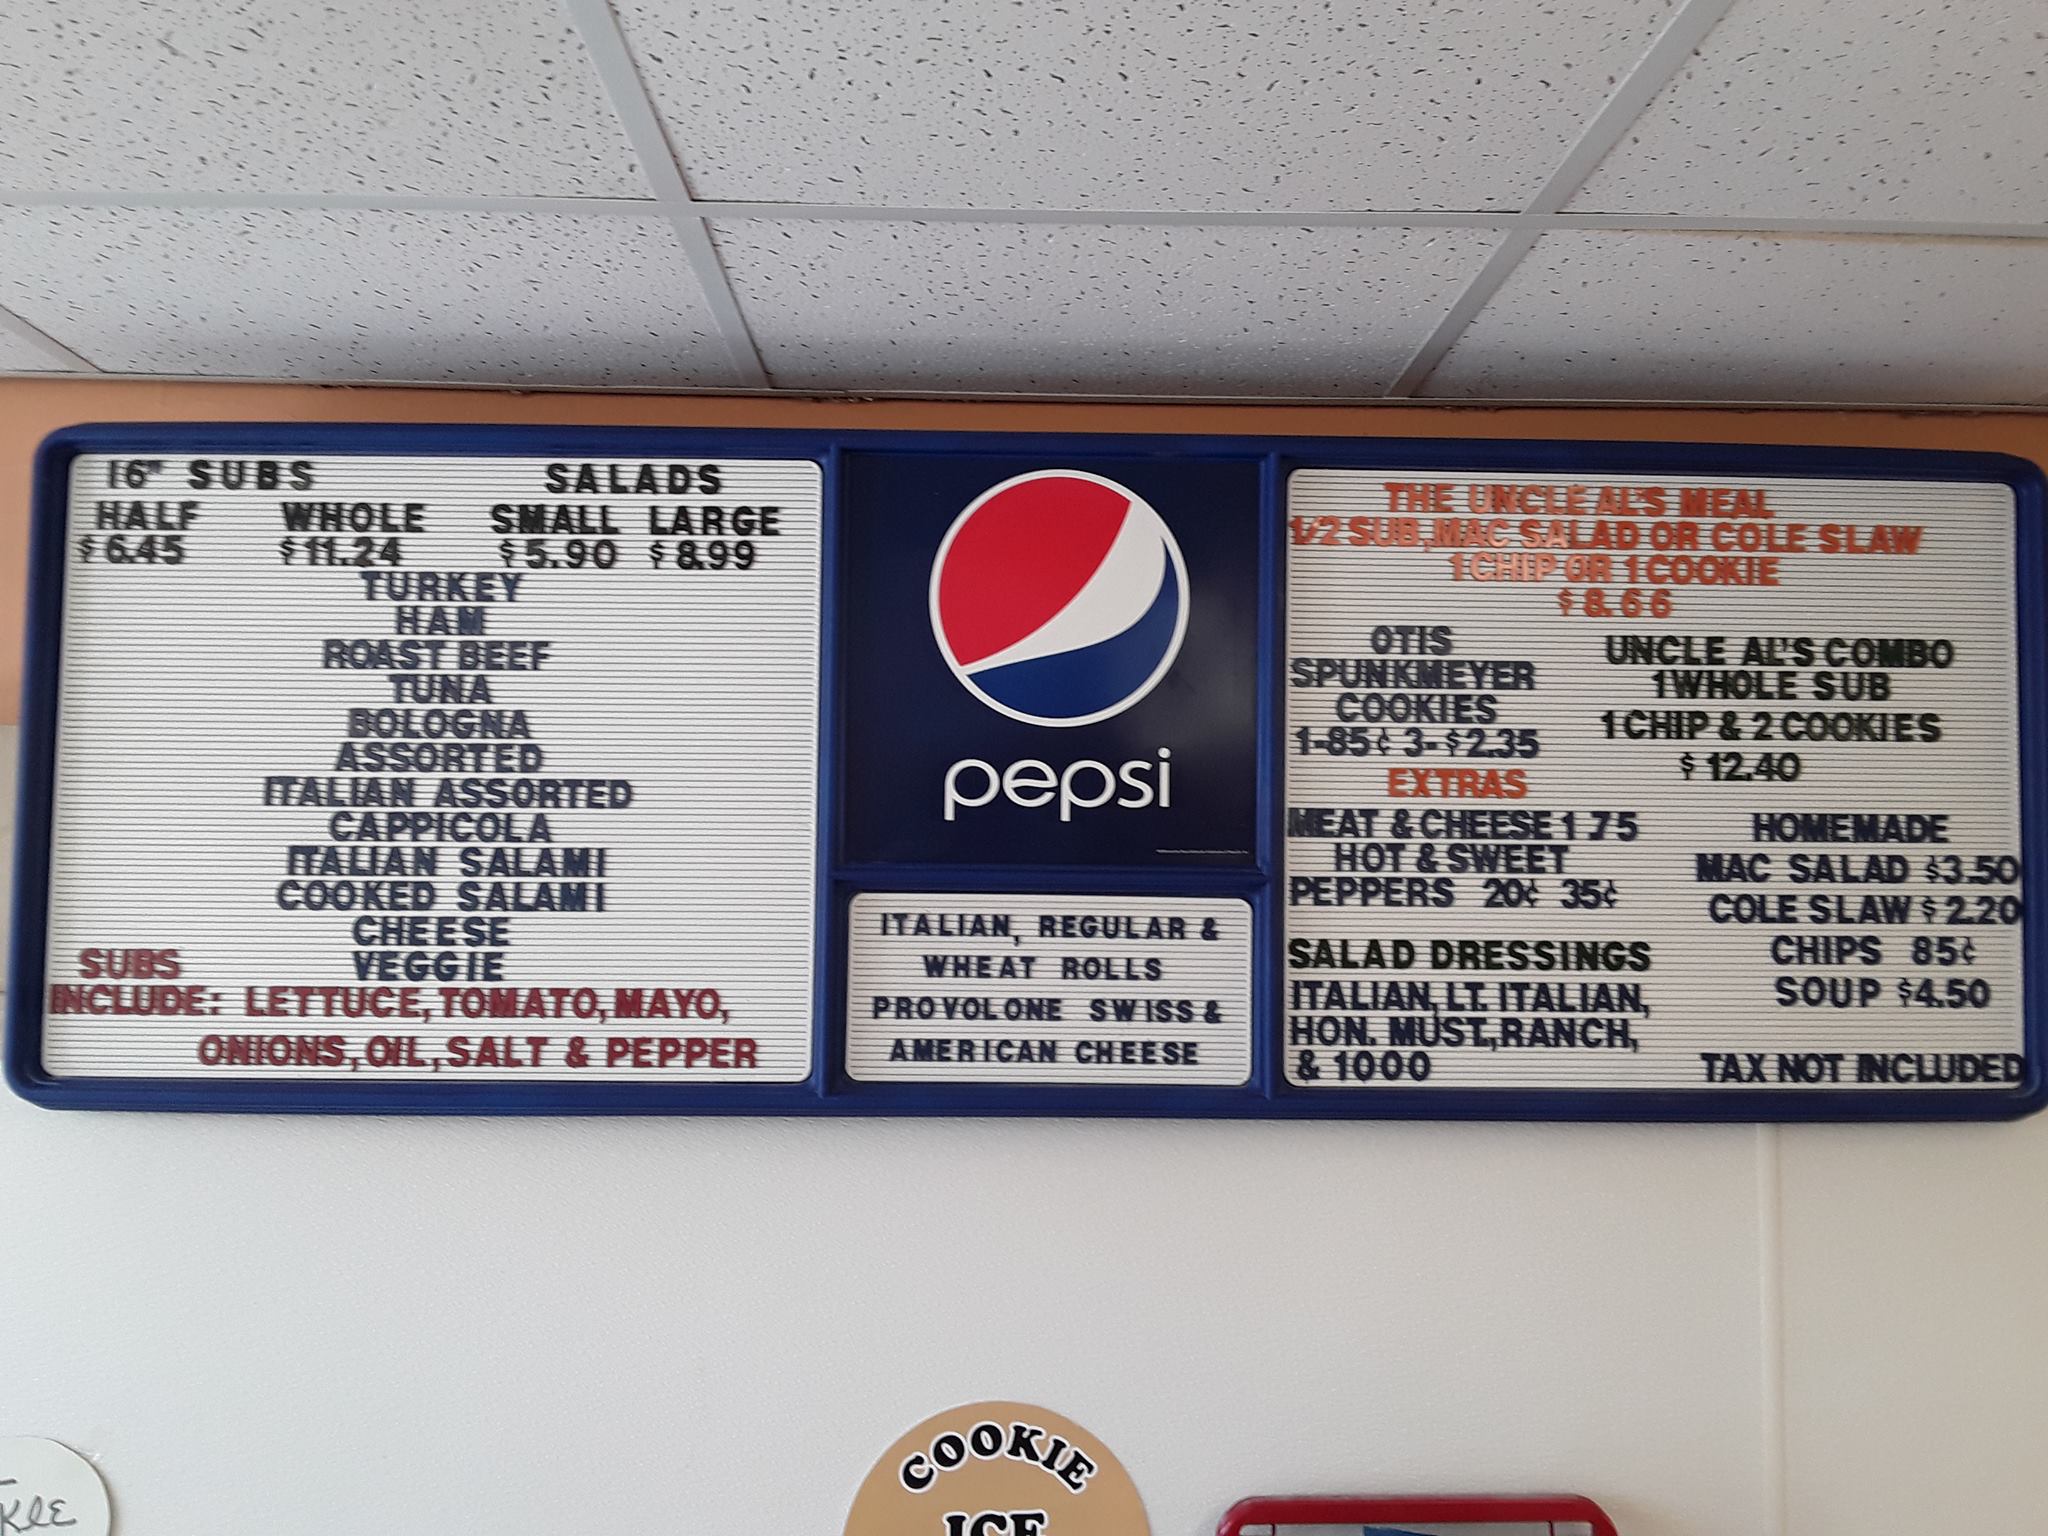 16" SUBS SALADS
HALF WHOLE SMALL LARGE
$6.45 $11.24 $5.90 $8.99
TURKEY
HAM
ROAST BEEF
TUNA
BOLOGNA
ASSORTED
ITALIAN ASSORTED
CAPPICOLA
ITALIAN SALAMI
COOKED SALAMI
CHEESE
VEGGIE
SUBS
INCLUDE: LETTUCE, TOMATO, MAYO,
ONIONS, OIL, SALT & PEPPER
pepsi
ITALIAN, REGULAR &
WHEAT ROLLS
PROVOLONE SWISS &
AMERICAN CHEESE
THE UNCLE AL'S MEAL
1/2 SUB, MAC SALAD OR COLE SLAW
1 CHIP OR 1 COOKIE
$8.66
OTIS
SPUNKMEYER
COOKIES
1-85¢ 3-$2.35
EXTRAS
MEAT & CHEESE 1 75
HOT & SWEET
PEPPERS 20¢ 35¢
SALAD DRESSINGS
ITALIAN, LT. ITALIAN,
HON. MUST., RANCH,
& 1000
UNCLE AL'S COMBO
1 WHOLE SUB
1 CHIP & 2 COOKIES
$12.40
HOMEMADE
MAC SALAD $3.50
COLE SLAW $2.20
CHIPS 85¢
SOUP $4.50
TAX NOT INCLUDED
COOKIE
ICE